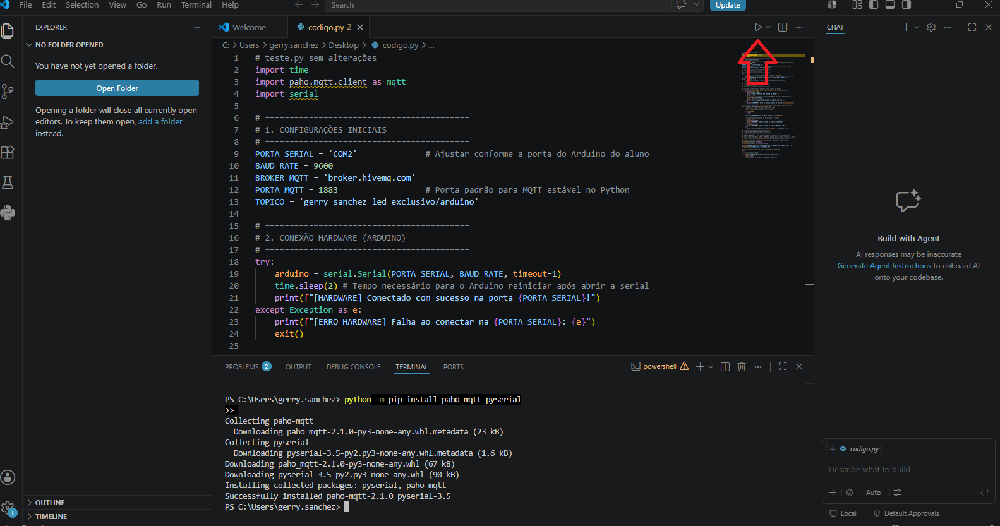 File Edit Selection View Go Run Terminal Help
Search
Update
EXPLORER
NO FOLDER OPENED
You have not yet opened a folder.
Open Folder
Opening a folder will close all currently open
editors. To keep them open, add a folder
instead.
OUTLINE
TIMELINE
1
Welcome
codigo.py 2
C: > Users > gerry.sanchez > Desktop > codigo.py > ...
1 # teste.py sem alterações
2 import time
3 import paho.mqtt.client as mqtt
4 import serial
5
6 # ==========================================
7 # 1. CONFIGURAÇÕES INICIAIS
8 # ==========================================
9 PORTA_SERIAL = 'COM2' # Ajustar conforme a porta do Arduino do aluno
10 BAUD_RATE = 9600
11 BROKER_MQTT = 'broker.hivemq.com'
12 PORTA_MQTT = 1883 # Porta padrão para MQTT estável no Python
13 TOPICO = 'gerry_sanchez_led_exclusivo/arduino'
14
15 # ==========================================
16 # 2. CONEXÃO HARDWARE (ARDUINO)
17 # ==========================================
18 try:
19 arduino = serial.Serial(PORTA_SERIAL, BAUD_RATE, timeout=1)
20 time.sleep(2) # Tempo necessário para o Arduino reiniciar após abrir a serial
21 print(f"[HARDWARE] Conectado com sucesso na porta {PORTA_SERIAL}!")
22 except Exception as e:
23 print(f"[ERRO HARDWARE] Falha ao conectar na {PORTA_SERIAL}: {e}")
24 exit()
25
PROBLEMS 2 OUTPUT DEBUG CONSOLE TERMINAL PORTS
powershell
PS C:\Users\gerry.sanchez> python -m pip install paho-mqtt pyserial
>>
Collecting paho-mqtt
Downloading paho_mqtt-2.1.0-py3-none-any.whl.metadata (23 kB)
Collecting pyserial
Downloading pyserial-3.5-py2.py3-none-any.whl.metadata (1.6 kB)
Downloading paho_mqtt-2.1.0-py3-none-any.whl (67 kB)
Downloading pyserial-3.5-py2.py3-none-any.whl (90 kB)
Installing collected packages: pyserial, paho-mqtt
Successfully installed paho-mqtt-2.1.0 pyserial-3.5
PS C:\Users\gerry.sanchez>
CHAT
Build with Agent
AI responses may be inaccurate
Generate Agent Instructions to onboard AI
onto your codebase.
codigo.py
Describe what to build
Auto
Local
Default Approvals